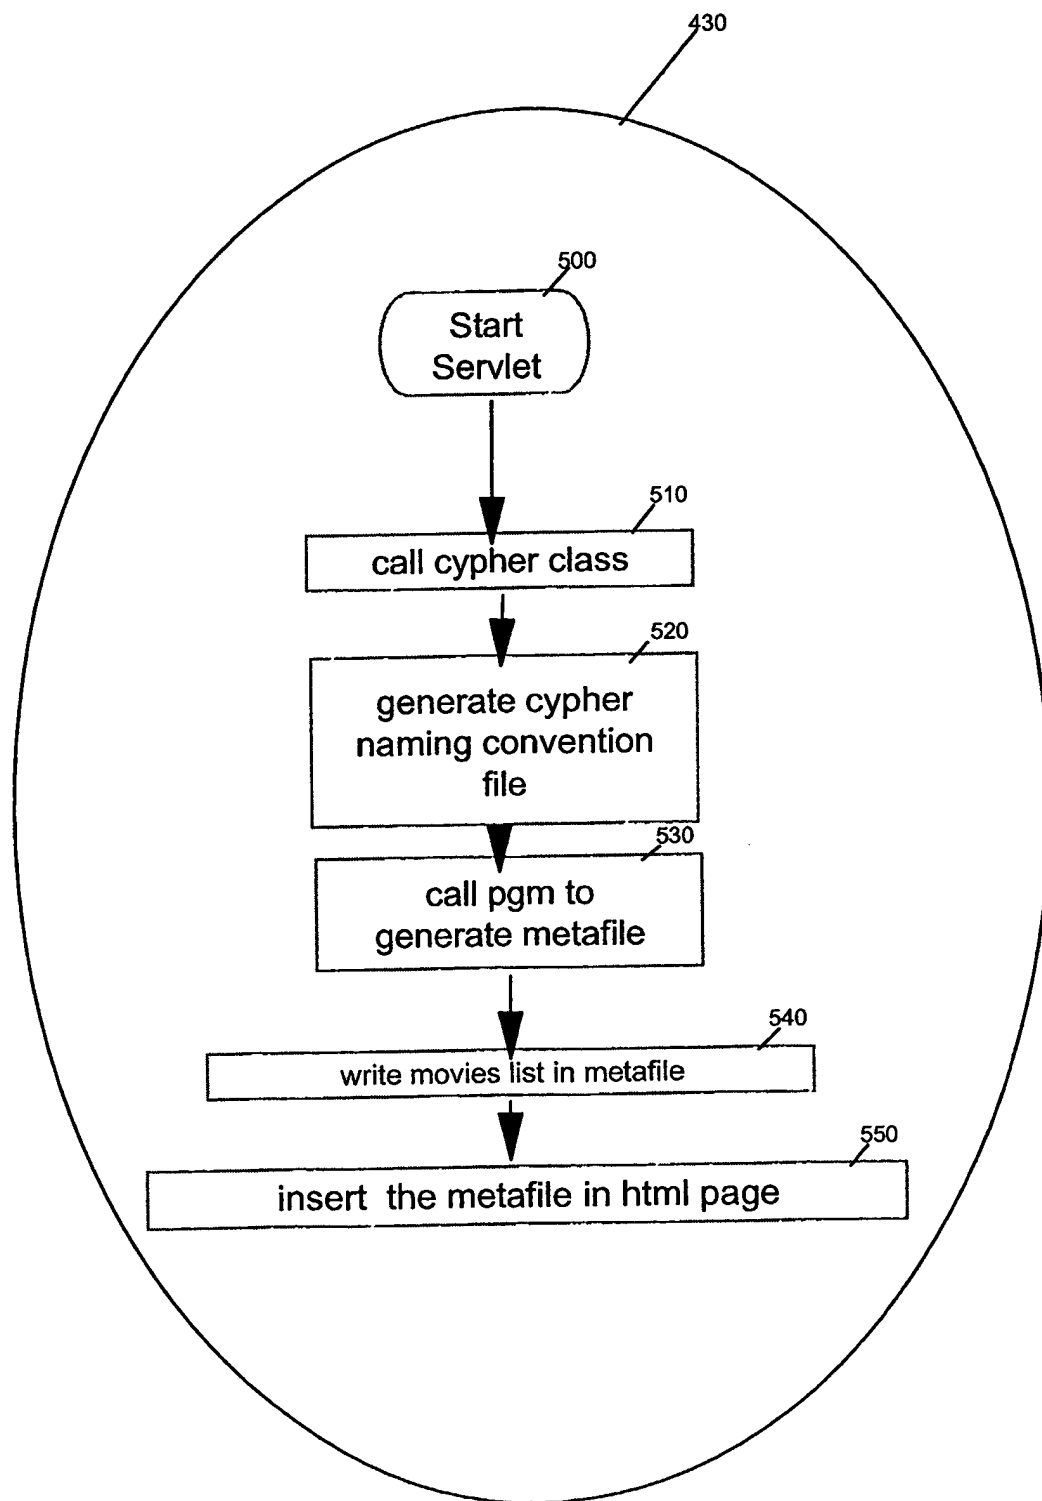 430
500
Start
Servlet
510
call cypher class
520
generate cypher
naming convention
file
530
call pgm to
generate metafile
540
write movies list in metafile
550
insert the metafile in html page